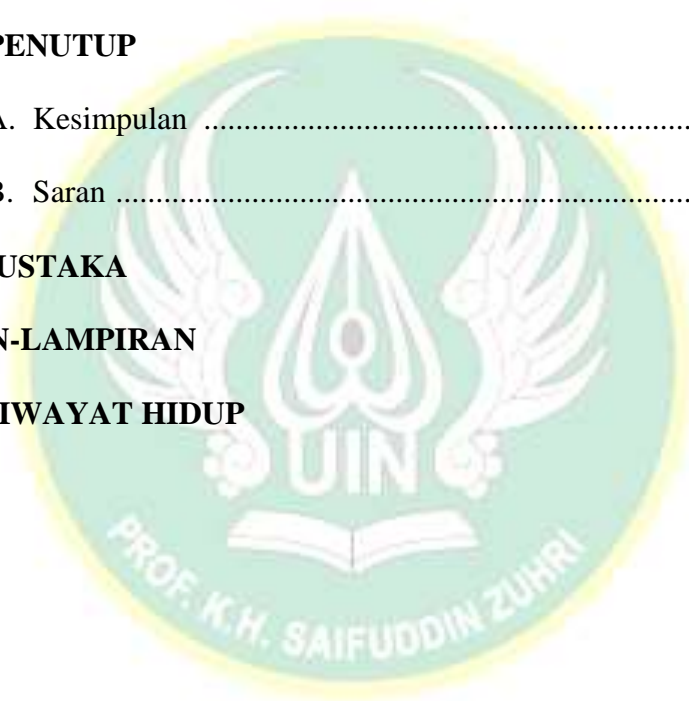 PENUTUP
A. Kesimpulan ........................................................................
B. Saran ....................................................................................
USTAKA
N-LAMPIRAN
IWAYAT HIDUP
UIN
PROF. K.H. SAIFUDDIN ZUHRI